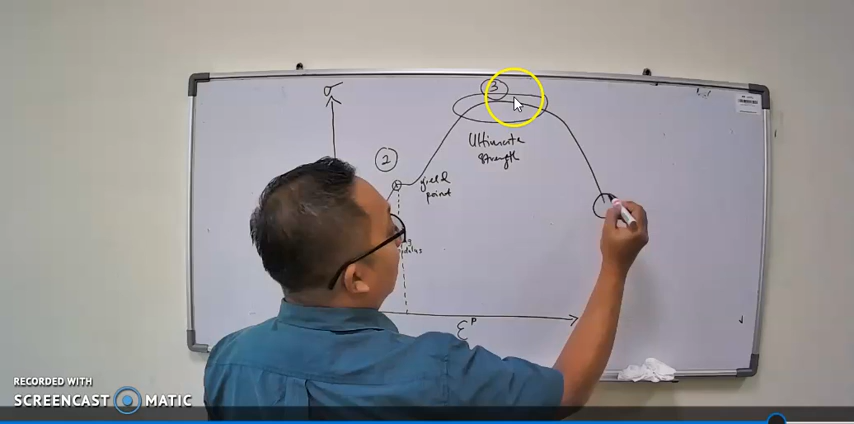 σ
3
2
Ultimate
strength
yield
point
ε P
RECORDED WITH
SCREENCAST MATIC